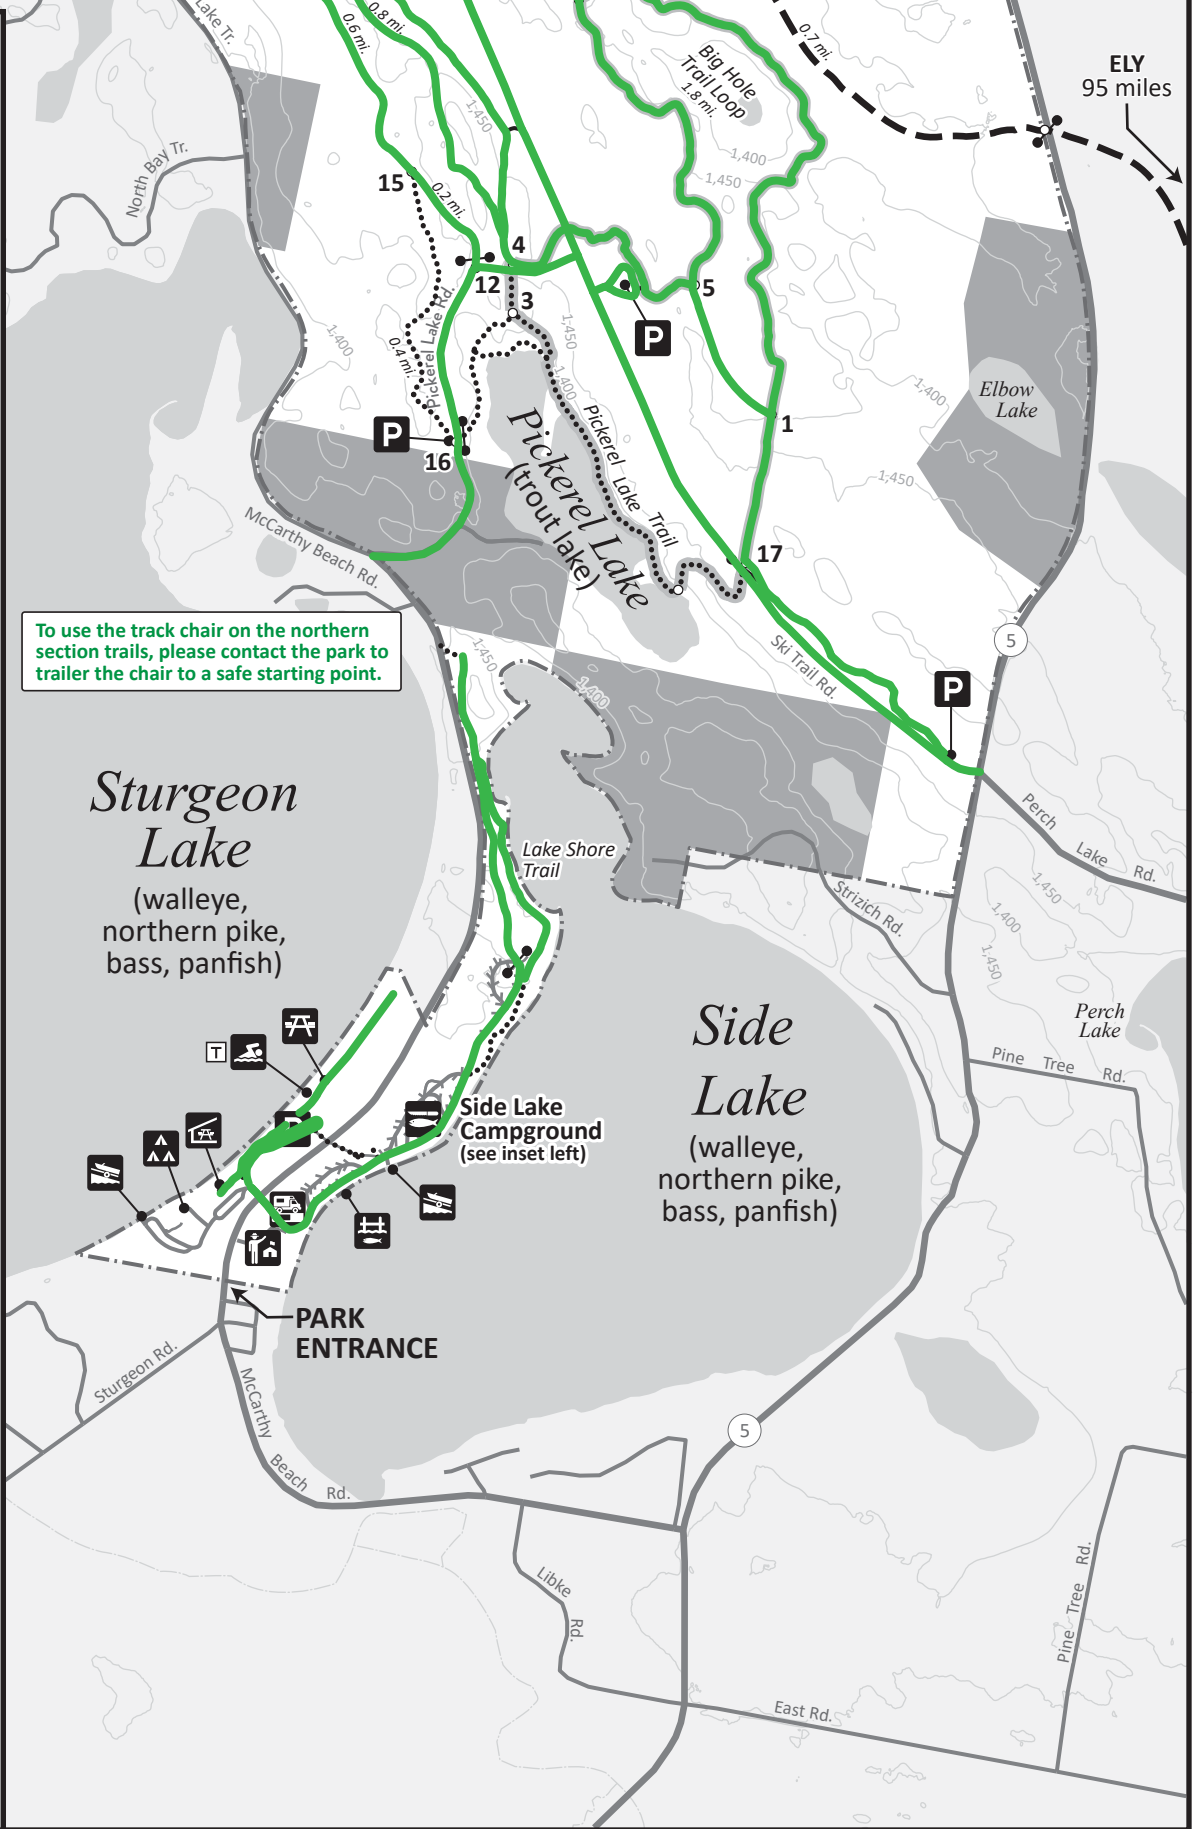 Lake Tr.
0.6 mi.
0.8 mi.
0.7 mi.
Big Hole
Trail Loop
1.8 mi.
ELY
95 miles
1,450
1,400
1,450
North Bay Tr.
15
0.2 mi.
4
12
3
5
P
1,450
1,400
0.4 mi.
Pickerel Lake Rd.
1,400
1,400
Elbow
Lake
1
P
16
Pickerel Lake
(trout lake)
Pickerel Lake Trail
1,450
McCarthy Beach Rd.
17
To use the track chair on the northern
section trails, please contact the park to
trailer the chair to a safe starting point.
5
1,450
1,400
Ski Trail Rd.
P
Sturgeon
Lake
(walleye,
northern pike,
bass, panfish)
Perch Lake Rd.
Lake Shore
Trail
Strizich Rd.
1,450
1,400
1,450
Perch
Lake
Side
Lake
(walleye,
northern pike,
bass, panfish)
Pine Tree Rd.
T
P
Side Lake
Campground
(see inset left)
PARK
ENTRANCE
Sturgeon Rd.
McCarthy Beach Rd.
5
Libke Rd.
Pine Tree Rd.
East Rd.